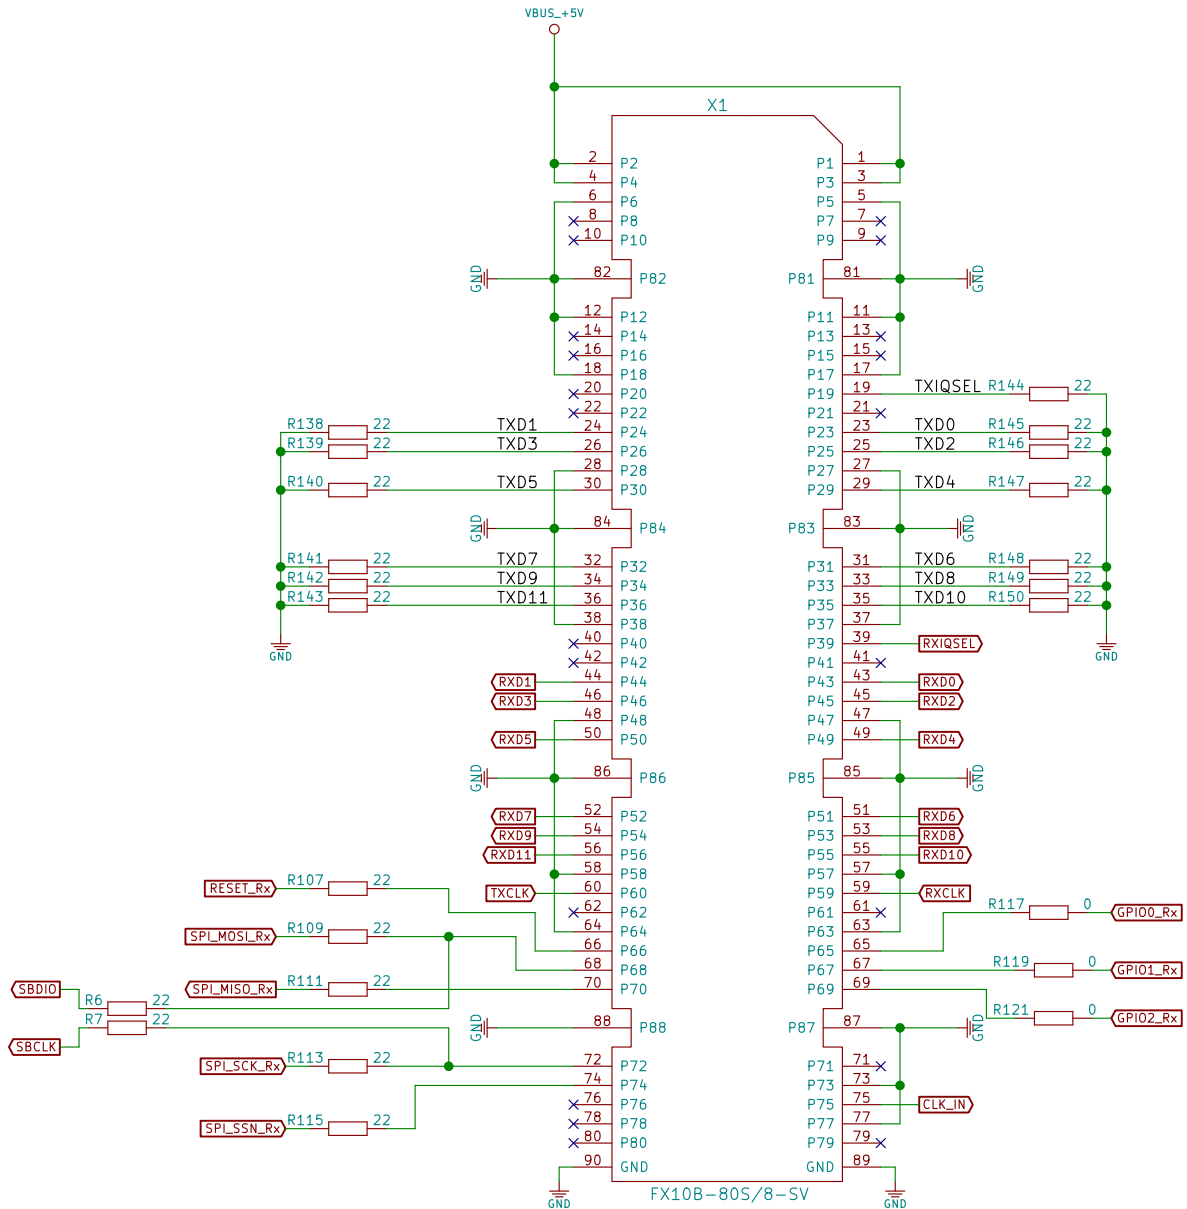 VBUS_+5V
X1
2 P2 P1 1
4 P4 P3 3
6 P6 P5 5
8 P8 P7 7
10 P10 P9 9
GND 82 P82 P81 81 GND
12 P12 P11 11
14 P14 P13 13
16 P16 P15 15
18 P18 P17 17
20 P20 P19 19 TXIQSEL R144 22
22 P22 P21 21
R138 22 TXD1 24 P24 P23 23 TXD0 R145 22
R139 22 TXD3 26 P26 P25 25 TXD2 R146 22
28 P28 P27 27
R140 22 TXD5 30 P30 P29 29 TXD4 R147 22
GND 84 P84 P83 83 GND
R141 22 TXD7 32 P32 P31 31 TXD6 R148 22
R142 22 TXD9 34 P34 P33 33 TXD8 R149 22
R143 22 TXD11 36 P36 P35 35 TXD10 R150 22
38 P38 P37 37
40 P40 P39 39 RXIQSEL
GND GND
42 P42 P41 41
RXD1 44 P44 P43 43 RXD0
RXD3 46 P46 P45 45 RXD2
48 P48 P47 47
RXD5 50 P50 P49 49 RXD4
GND 86 P86 P85 85 GND
RXD7 52 P52 P51 51 RXD6
RXD9 54 P54 P53 53 RXD8
RXD11 56 P56 P55 55 RXD10
58 P58 P57 57
RESET_Rx R107 22
TXCLK 60 P60 P59 59 RXCLK
62 P62 P61 61 R117 0 GPIO0_Rx
64 P64 P63 63
SPI_MOSI_Rx R109 22
66 P66 P65 65
68 P68 P67 67 R119 0 GPIO1_Rx
SBDIO SPI_MISO_Rx R111 22 70 P70 P69 69
R6 22
R121 0 GPIO2_Rx
R7 22 GND 88 P88 P87 87 GND
SBCLK
SPI_SCK_Rx R113 22 72 P72 P71 71
74 P74 P73 73
76 P76 P75 75 CLK_IN
78 P78 P77 77
SPI_SSN_Rx R115 22
80 P80 P79 79
90 GND GND 89
FX10B-80S/8-SV
GND GND